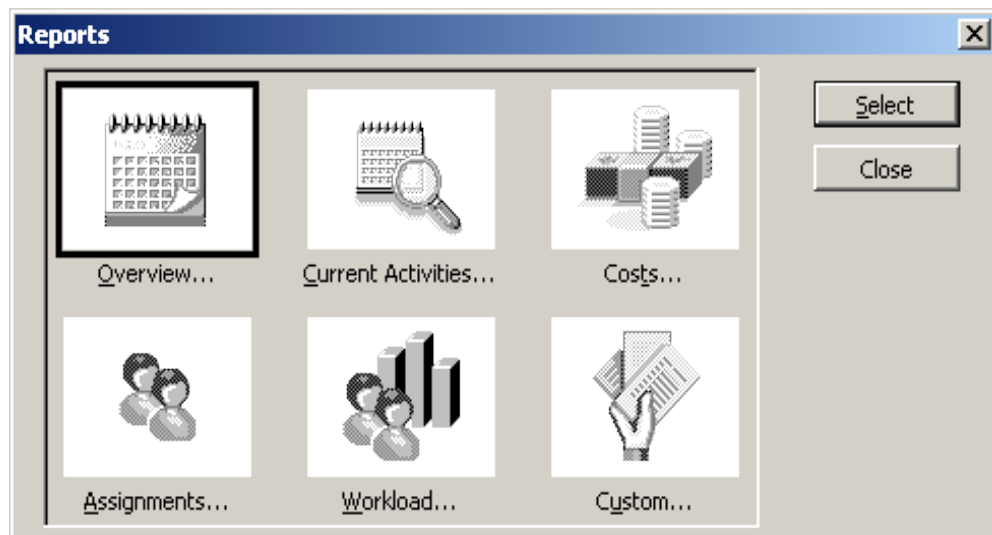 Reports
Select
Close
Overview...
Current Activities...
Costs...
Assignments...
Workload...
Custom...